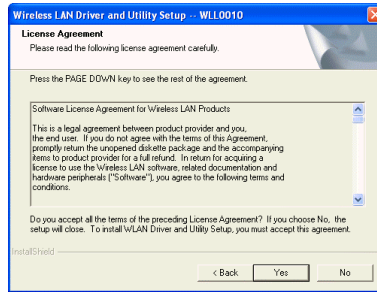 Wireless LAN Driver and Utility Setup -- WLL0010
License Agreement
Please read the following license agreement carefully.
Press the PAGE DOWN key to see the rest of the agreement.
Software License Agreement for Wireless LAN Products
This is a legal agreement between product provider and you,
the end user. If you do not agree with the terms of this Agreement,
promptly return the unopened diskette package and the accompanying
items to product provider for a full refund. In return for acquiring a
license to use the Wireless LAN software, related documentation and
hardware peripherals ("Software"), you agree to the following terms and
conditions.
Do you accept all the terms of the preceding License Agreement? If you choose No, the
setup will close. To install WLAN Driver and Utility Setup, you must accept this agreement.
InstallShield
< Back Yes No